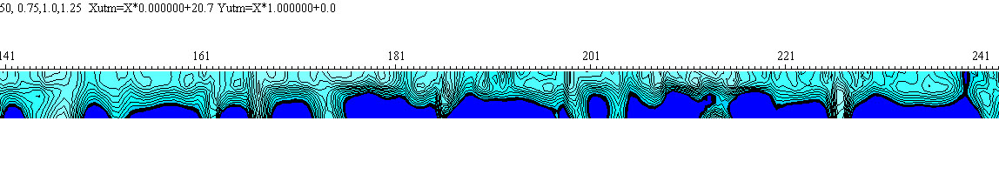 50, 0.75,1.0,1.25 Xutm=X*0.000000+20.7 Yutm=X*1.000000+0.0
141 161 181 201 221 241